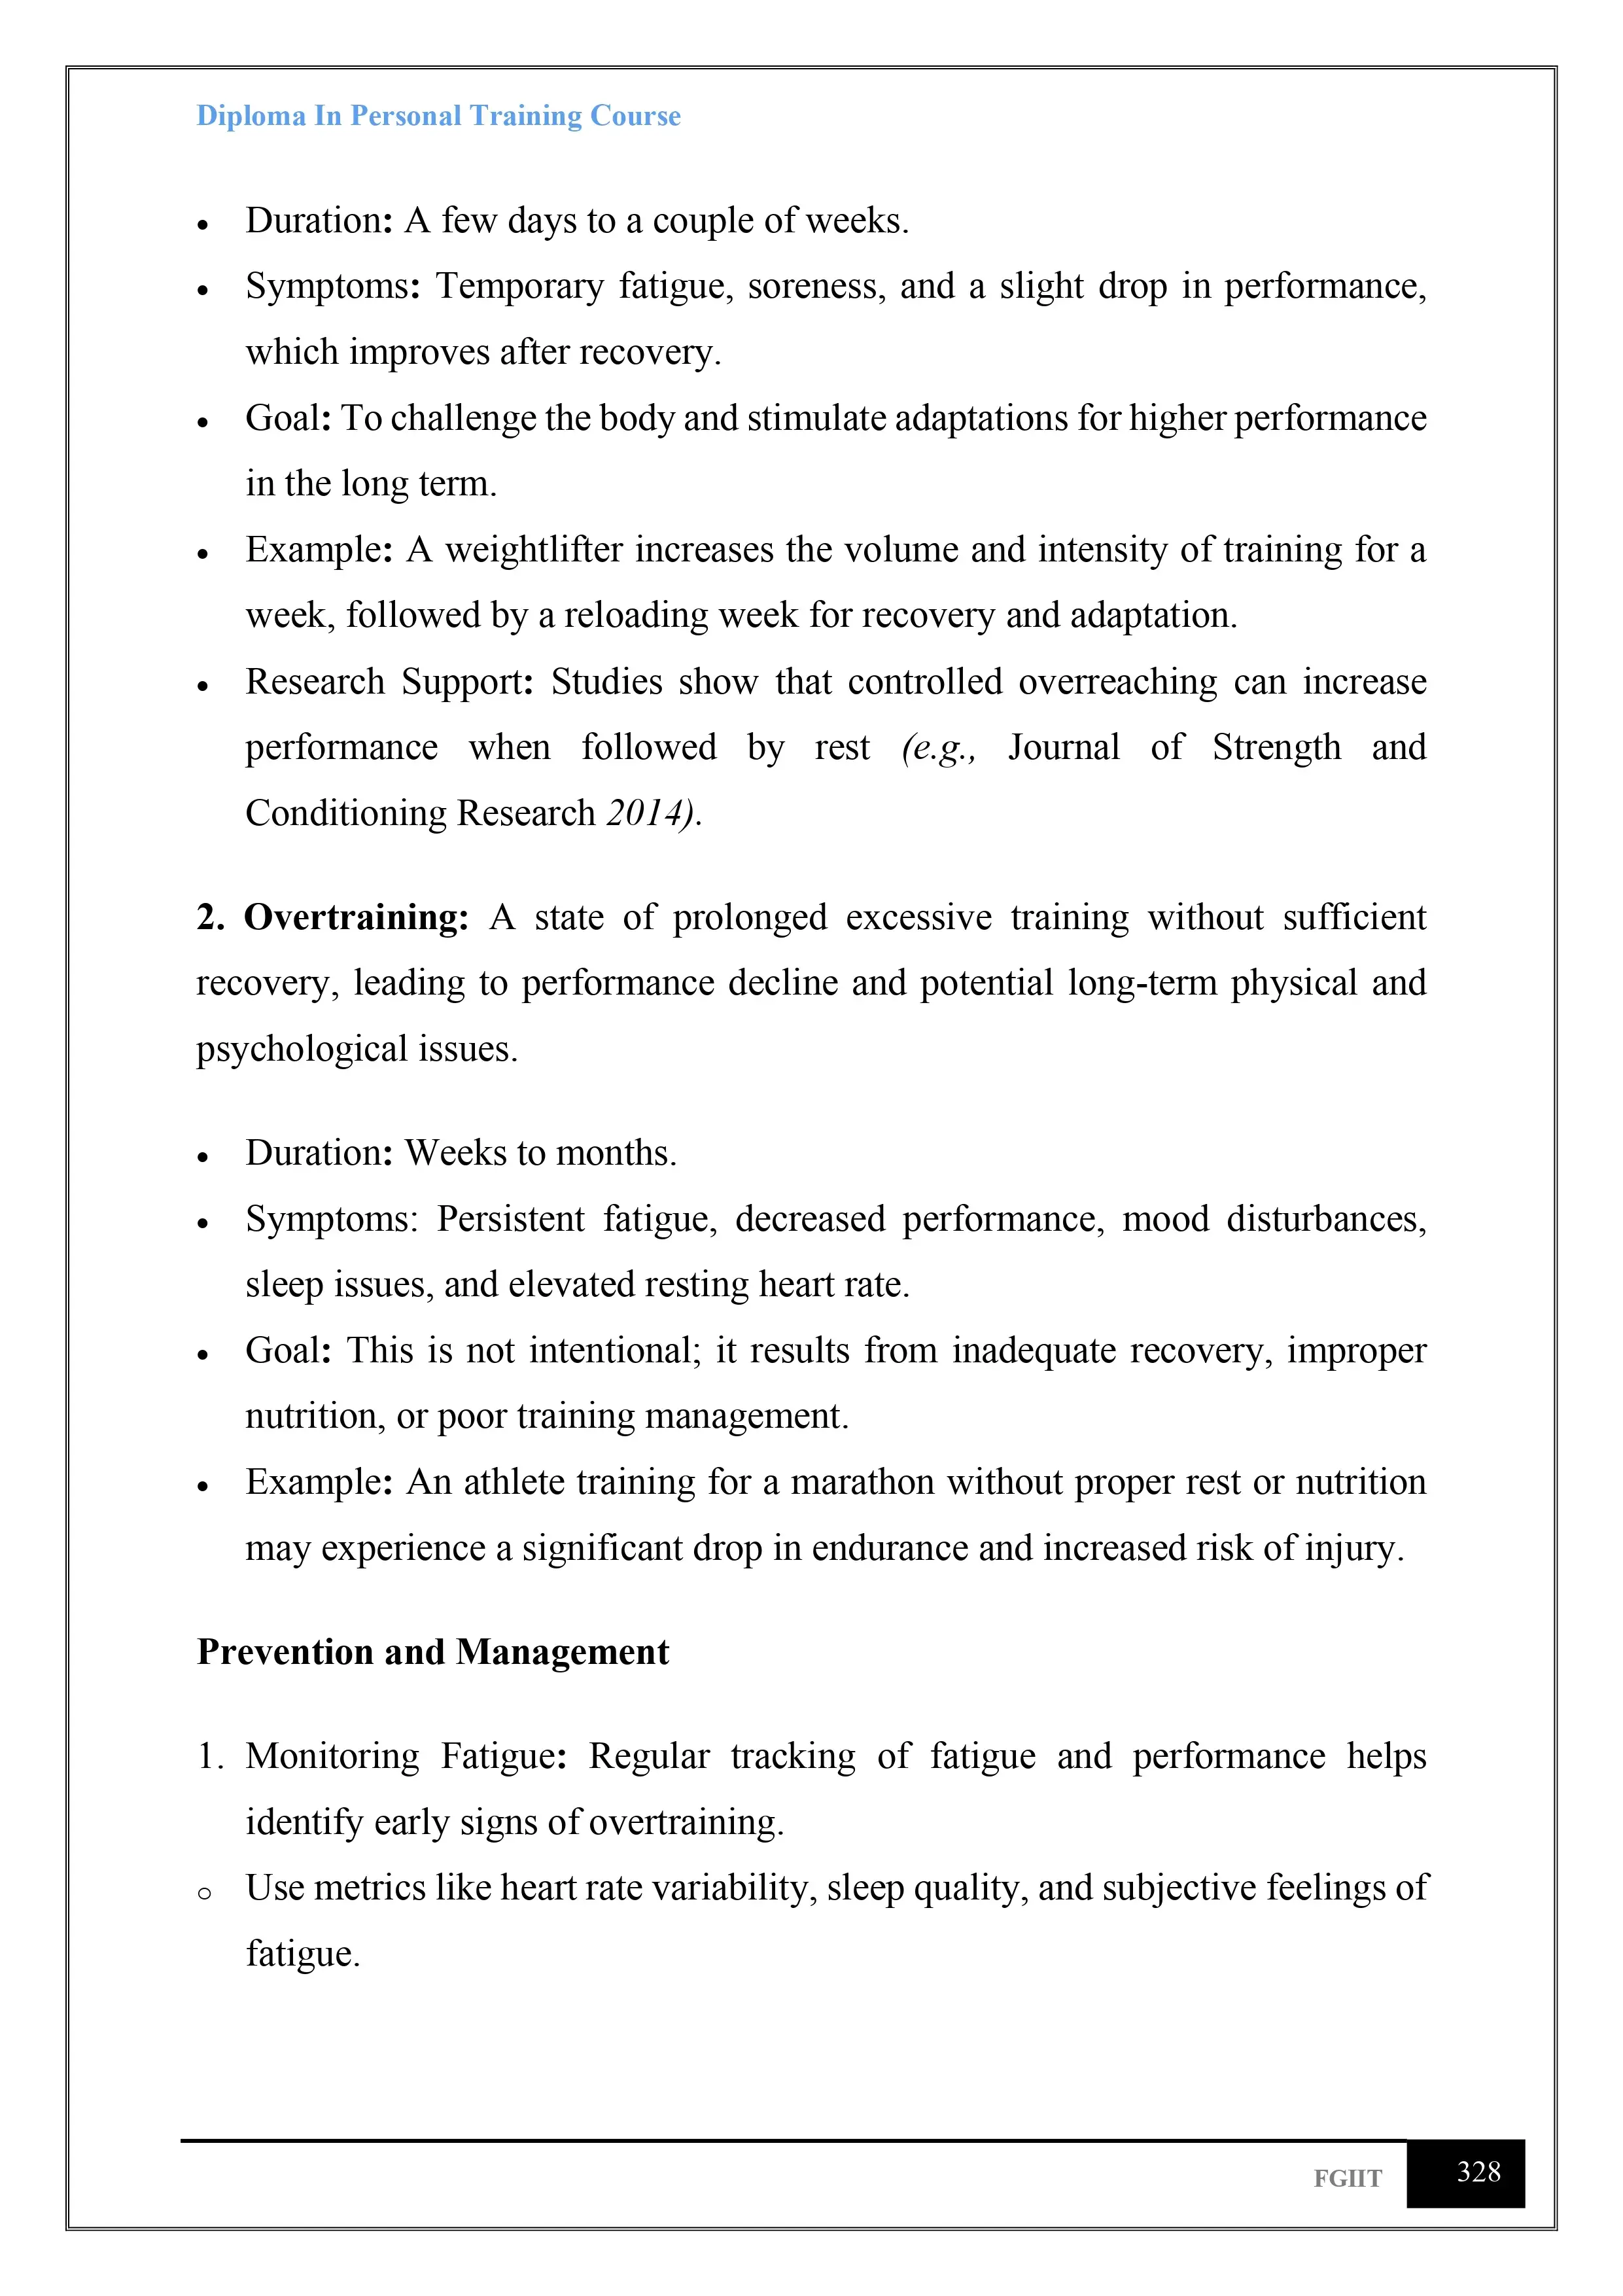 Diploma In Personal Training Course
• Duration: A few days to a couple of weeks.
• Symptoms: Temporary fatigue, soreness, and a slight drop in performance,
which improves after recovery.
• Goal: To challenge the body and stimulate adaptations for higher performance
in the long term.
• Example: A weightlifter increases the volume and intensity of training for a
week, followed by a reloading week for recovery and adaptation.
• Research Support: Studies show that controlled overreaching can increase
performance when followed by rest (e.g., Journal of Strength and
Conditioning Research 2014).
2. Overtraining: A state of prolonged excessive training without sufficient
recovery, leading to performance decline and potential long-term physical and
psychological issues.
• Duration: Weeks to months.
• Symptoms: Persistent fatigue, decreased performance, mood disturbances,
sleep issues, and elevated resting heart rate.
• Goal: This is not intentional; it results from inadequate recovery, improper
nutrition, or poor training management.
• Example: An athlete training for a marathon without proper rest or nutrition
may experience a significant drop in endurance and increased risk of injury.
Prevention and Management
1. Monitoring Fatigue: Regular tracking of fatigue and performance helps
identify early signs of overtraining.
o Use metrics like heart rate variability, sleep quality, and subjective feelings of
fatigue.
FGIIT 328